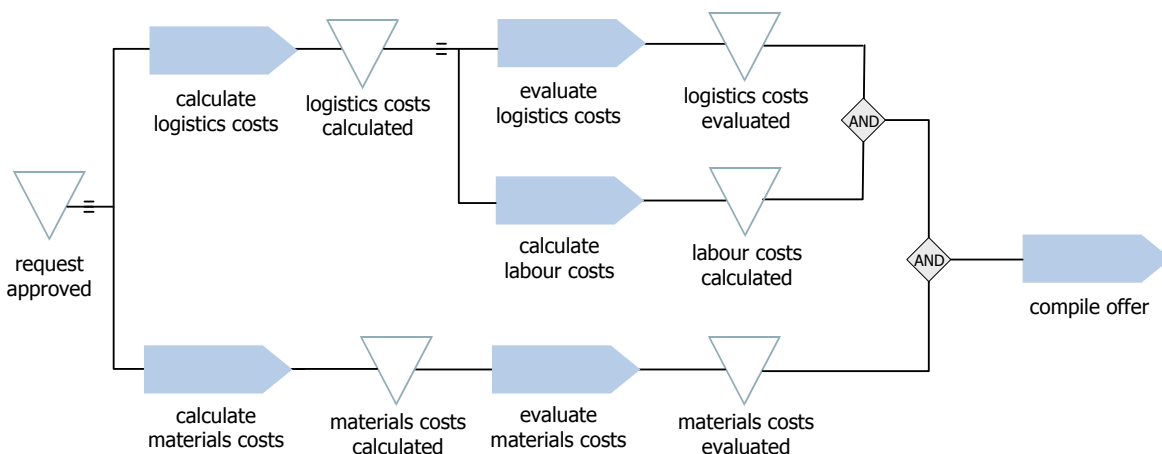 calculate
logistics costs
logistics costs
calculated
evaluate
logistics costs
logistics costs
evaluated
AND
request
approved
calculate
labour costs
labour costs
calculated
AND
compile offer
calculate
materials costs
materials costs
calculated
evaluate
materials costs
materials costs
evaluated